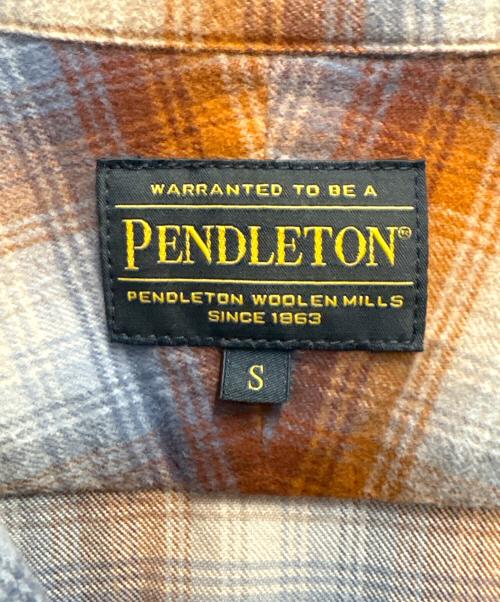 WARRANTED TO BE A
PENDLETON®
PENDLETON WOOLEN MILLS
SINCE 1863
S